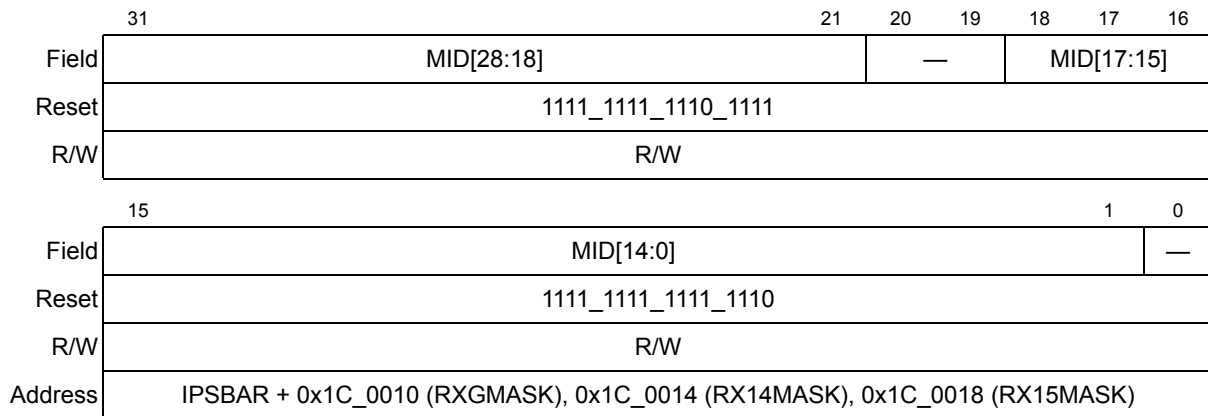 31 21 20 19 18 17 16
Field MID[28:18] — MID[17:15]
Reset 1111_1111_1110_1111
R/W R/W
15 1 0
Field MID[14:0] —
Reset 1111_1111_1111_1110
R/W R/W
Address IPSBAR + 0x1C_0010 (RXGMASK), 0x1C_0014 (RX14MASK), 0x1C_0018 (RX15MASK)